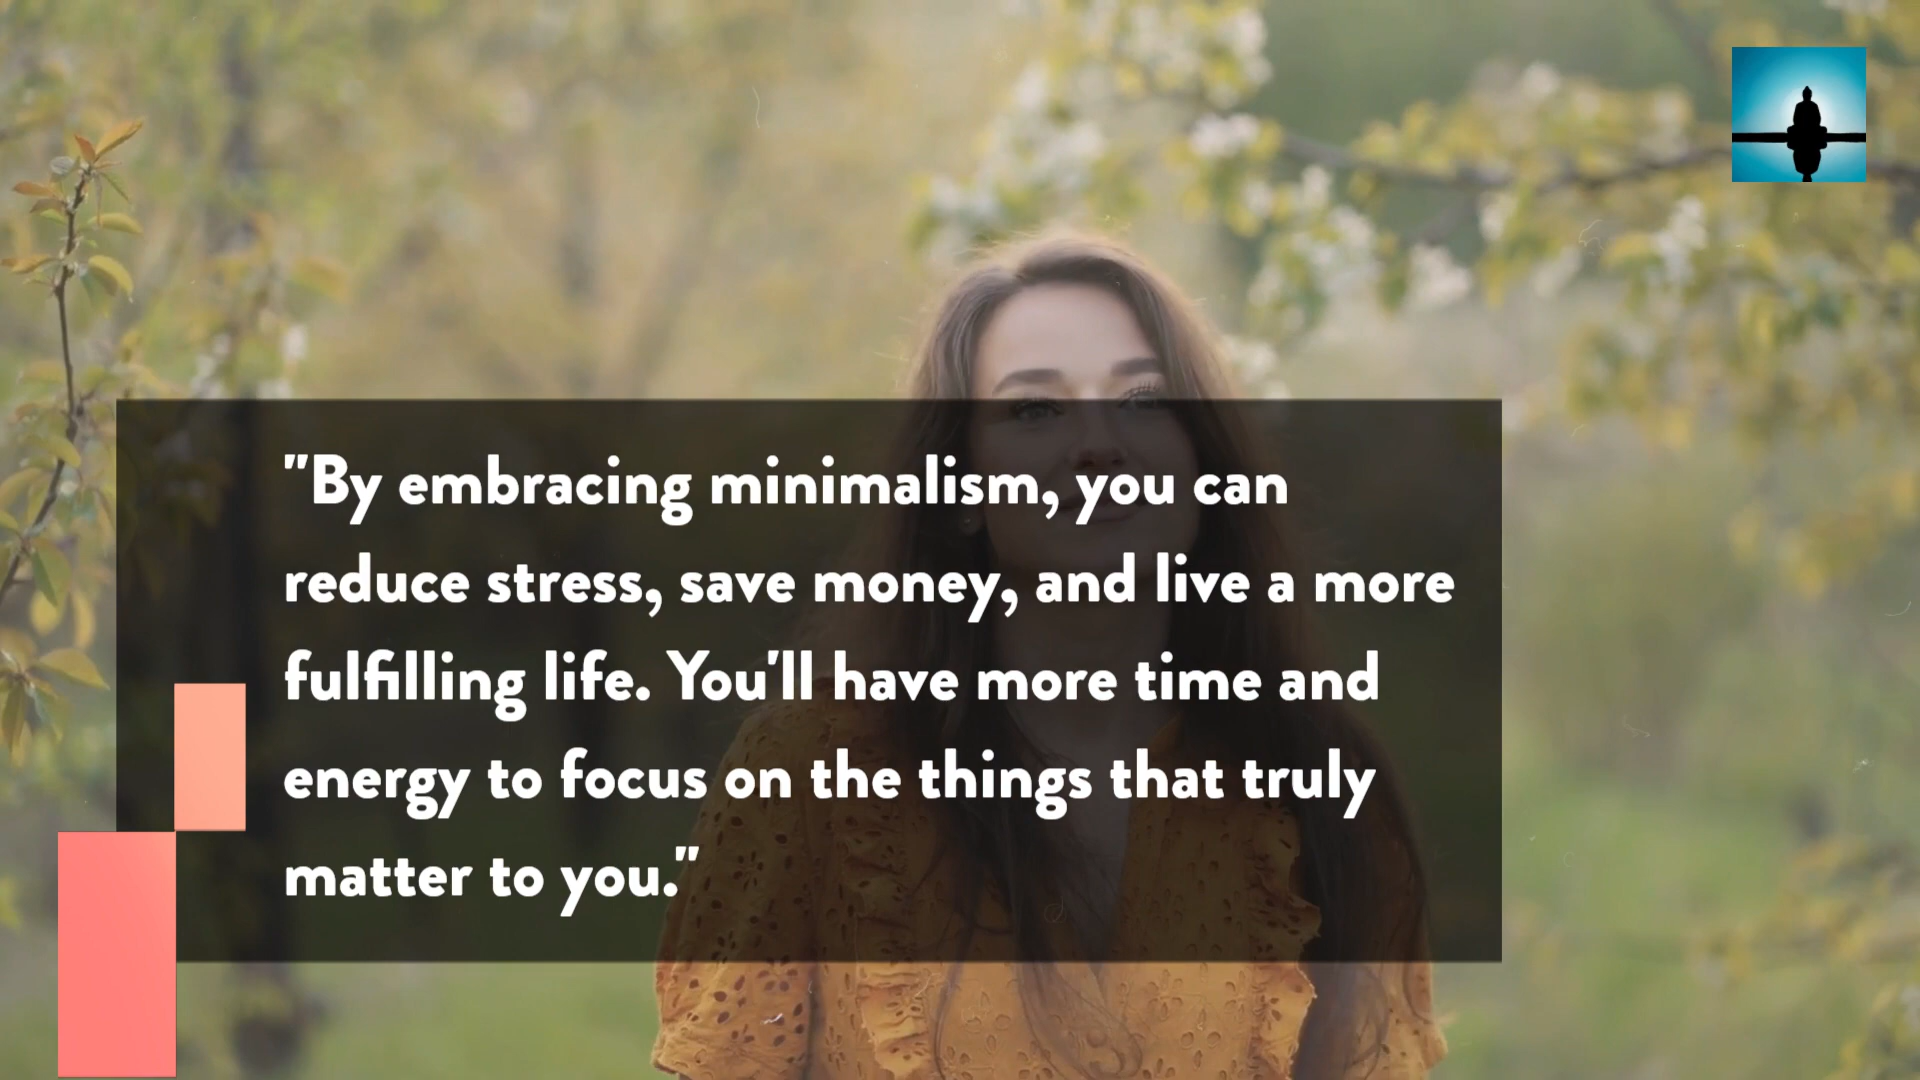 "By embracing minimalism, you can
reduce stress, save money, and live a more
fulfilling life. You'll have more time and
energy to focus on the things that truly
matter to you."